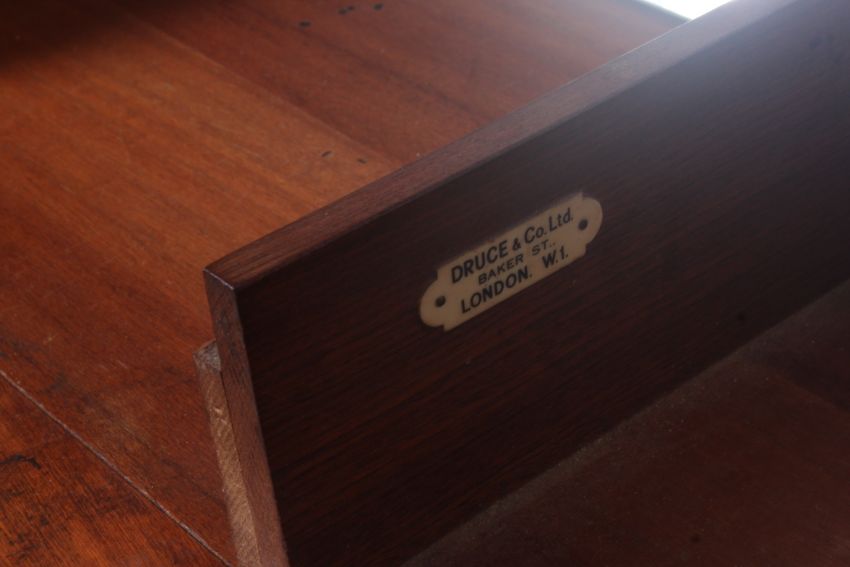 DRUCE & Co. Ltd.
BAKER ST.,
LONDON. W.1.